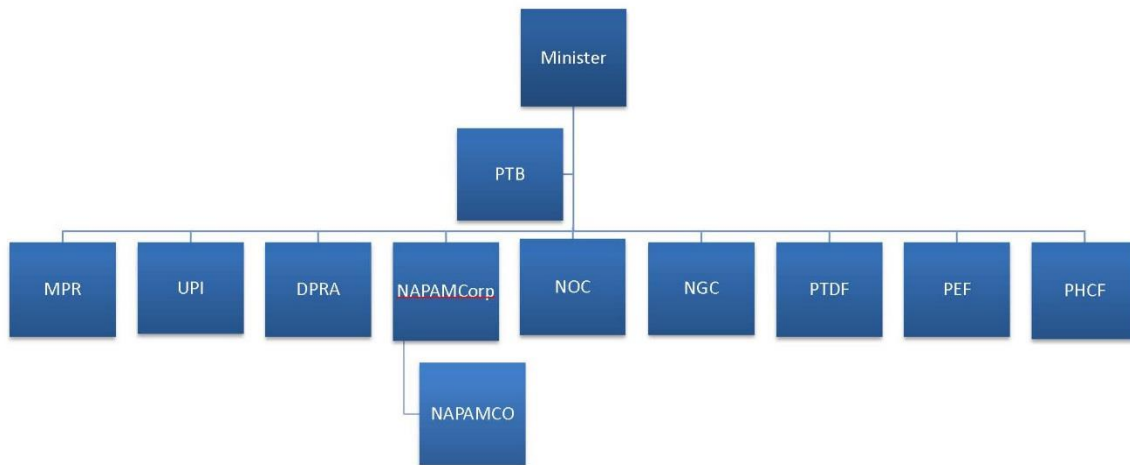 Minister
PTB
MPR
UPI
DPRA
NAPAMCorp
NOC
NGC
PTDF
PEF
PHCF
NAPAMCO